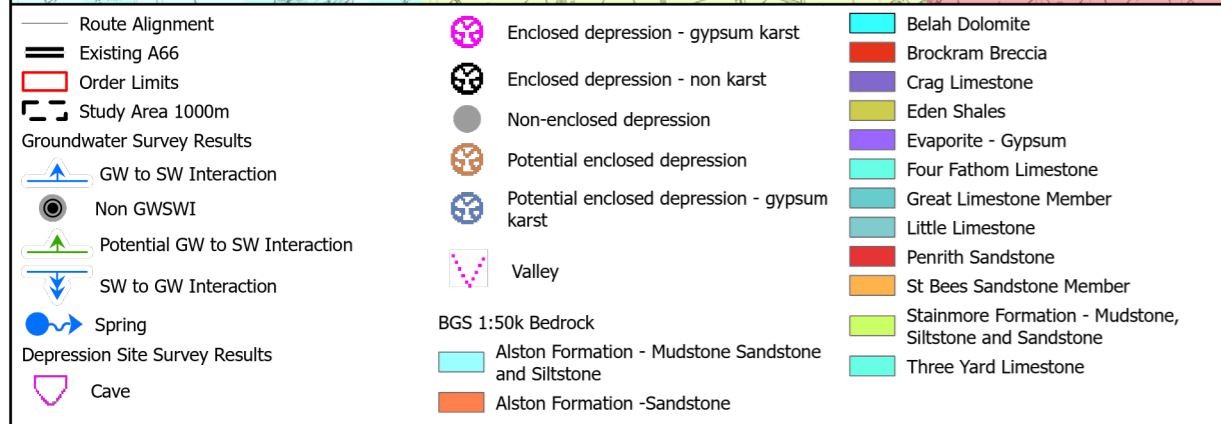 Route Alignment
Existing A66
Order Limits
Study Area 1000m
Groundwater Survey Results
GW to SW Interaction
Non GWSWI
Potential GW to SW Interaction
SW to GW Interaction
Spring
Depression Site Survey Results
Cave
Enclosed depression - gypsum karst
Enclosed depression - non karst
Non-enclosed depression
Potential enclosed depression
Potential enclosed depression - gypsum
karst
Valley
BGS 1:50k Bedrock
Alston Formation - Mudstone Sandstone
and Siltstone
Alston Formation -Sandstone
Belah Dolomite
Brockram Breccia
Crag Limestone
Eden Shales
Evaporite - Gypsum
Four Fathom Limestone
Great Limestone Member
Little Limestone
Penrith Sandstone
St Bees Sandstone Member
Stainmore Formation - Mudstone,
Siltstone and Sandstone
Three Yard Limestone